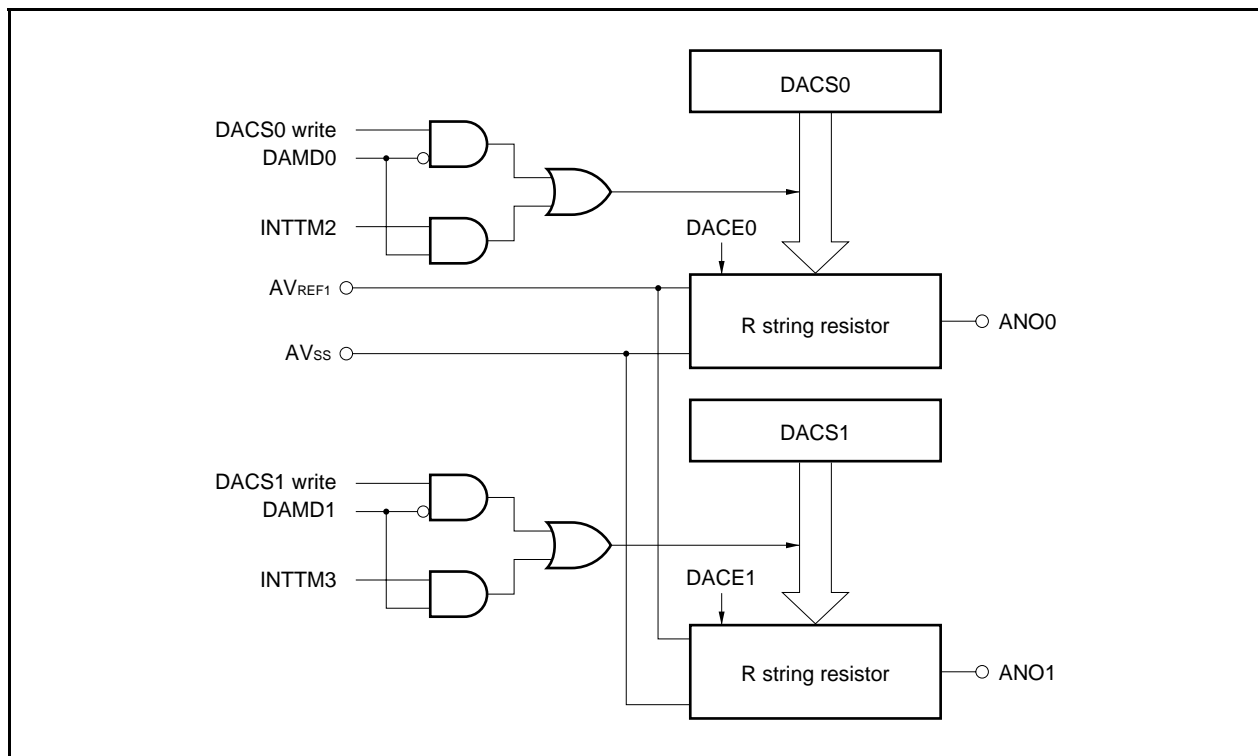 DACS0
DACS0 write
DAMD0
INTTM2
DACE0
AVREF1
R string resistor
ANO0
AVSS
DACS1
DACS1 write
DAMD1
INTTM3
DACE1
R string resistor
ANO1